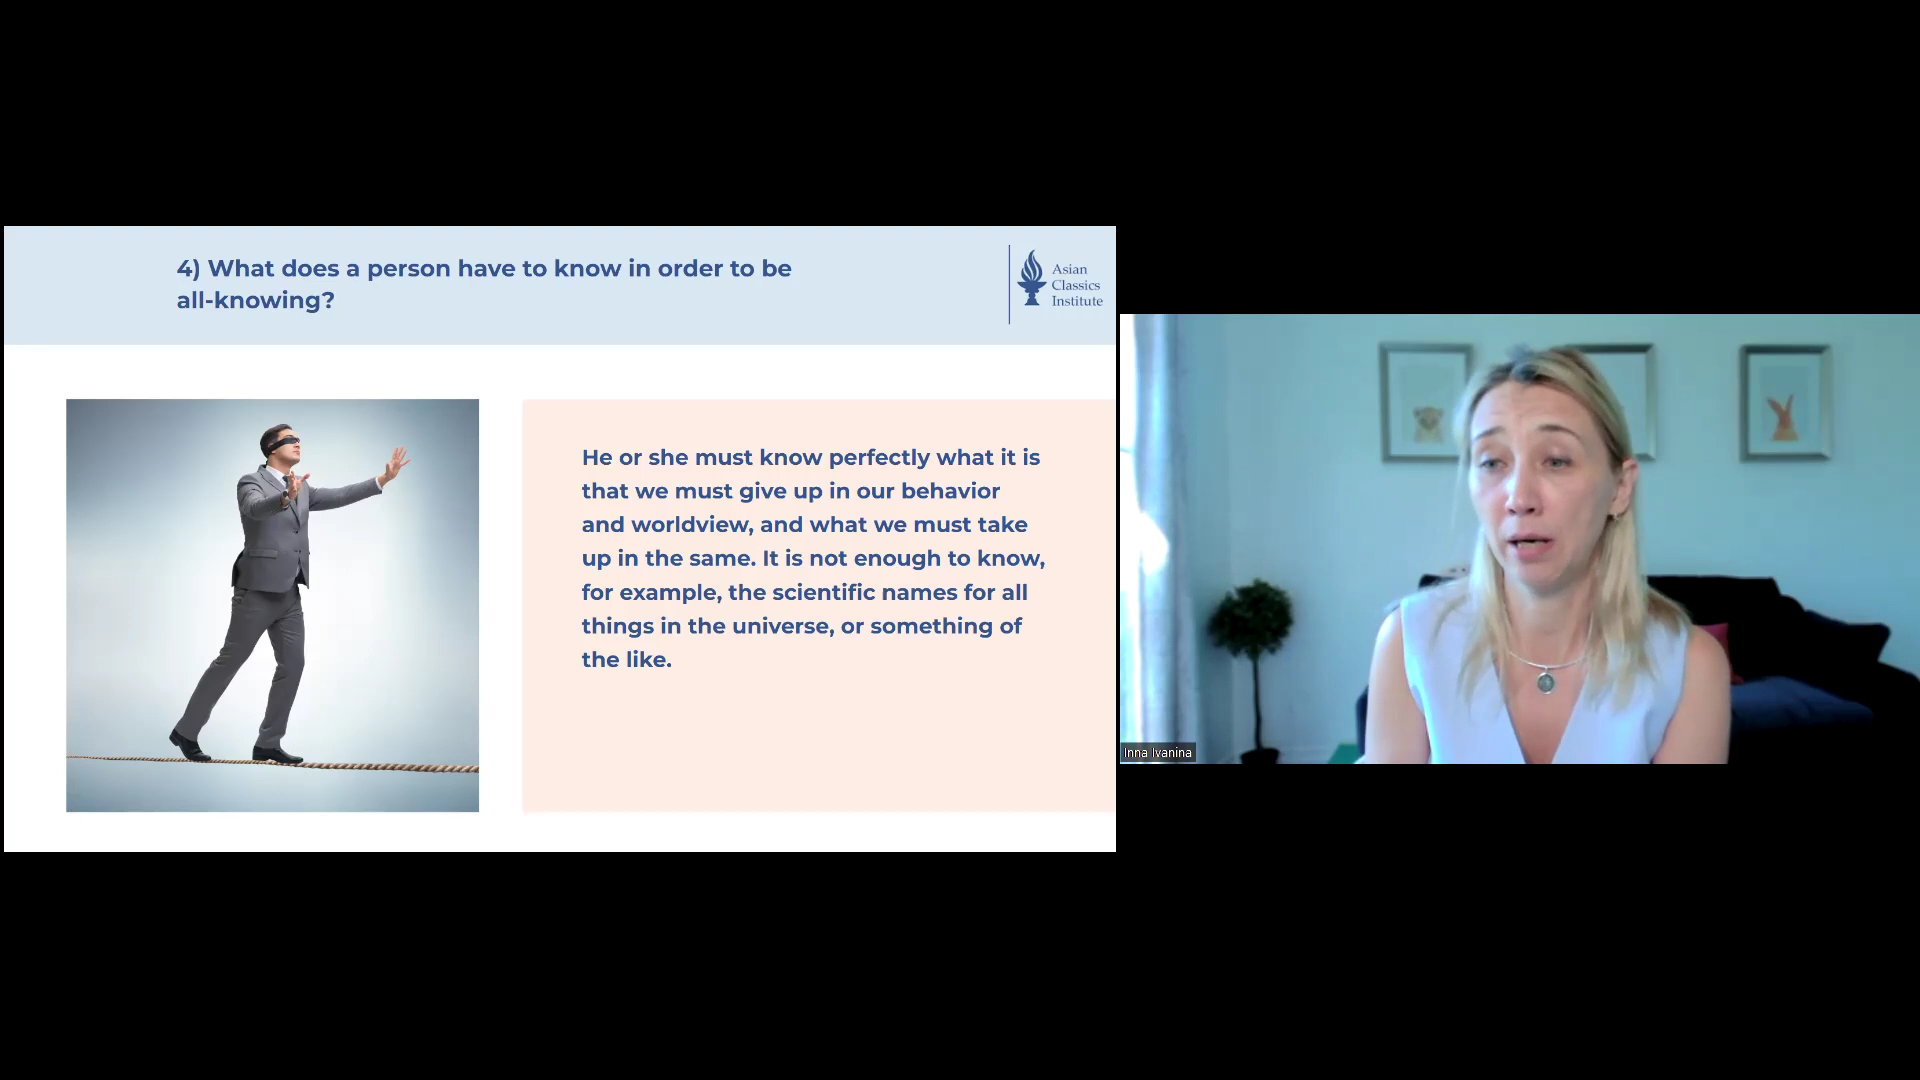 4) What does a person have to know in order to be
all-knowing?
Asian
Classics
Institute
He or she must know perfectly what it is
that we must give up in our behavior
and worldview, and what we must take
up in the same. It is not enough to know,
for example, the scientific names for all
things in the universe, or something of
the like.
Inna Ivanina